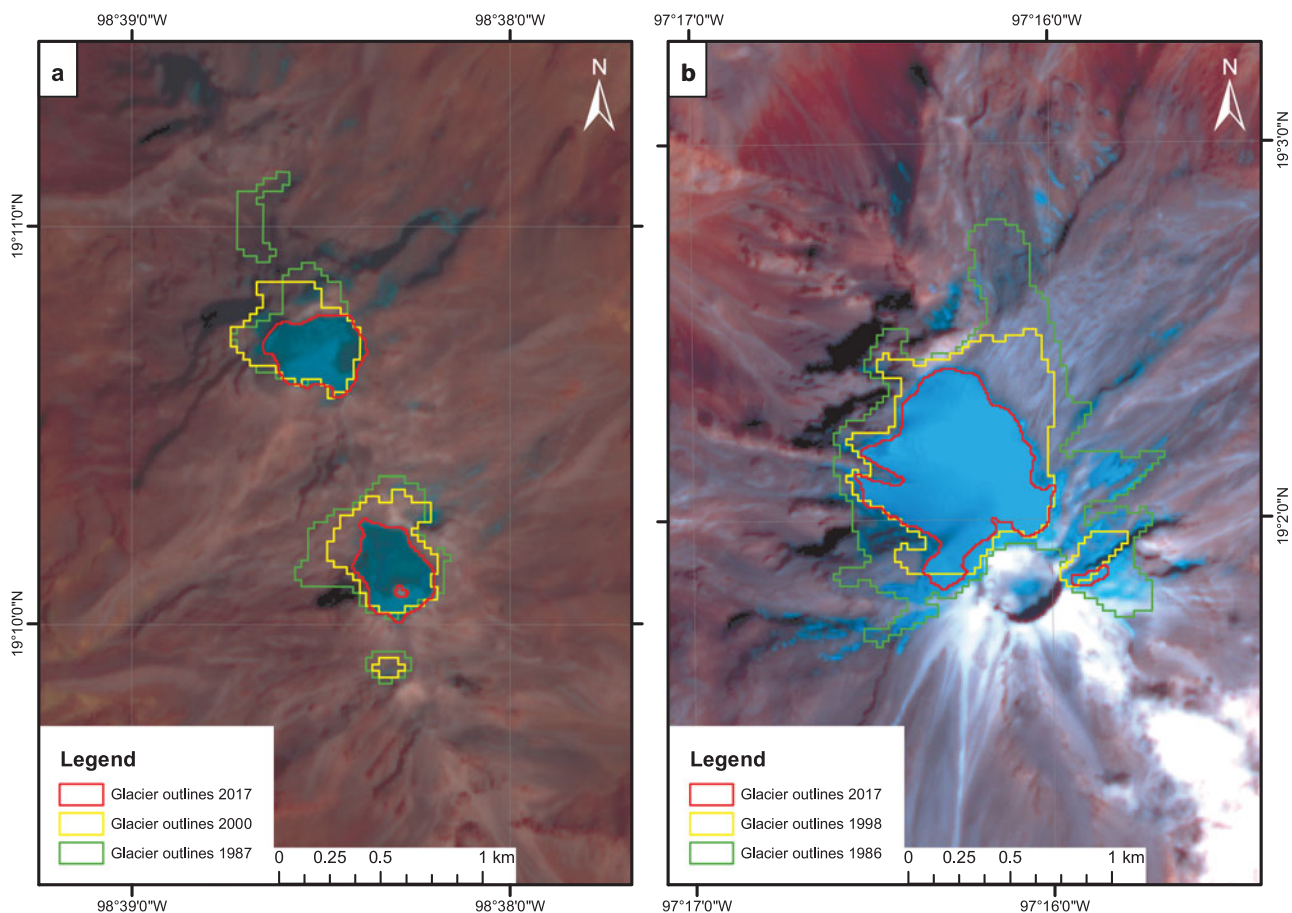 98°39'0"W 98°38'0"W 97°17'0"W 97°16'0"W
a N b N
19°11'0"N
19°10'0"N
19°3'0"N
19°2'0"N
Legend
Glacier outlines 2017
Glacier outlines 2000
Glacier outlines 1987
0 0.25 0.5 1 km
Legend
Glacier outlines 2017
Glacier outlines 1998
Glacier outlines 1986
0 0.25 0.5 1 km
98°39'0"W 98°38'0"W 97°17'0"W 97°16'0"W